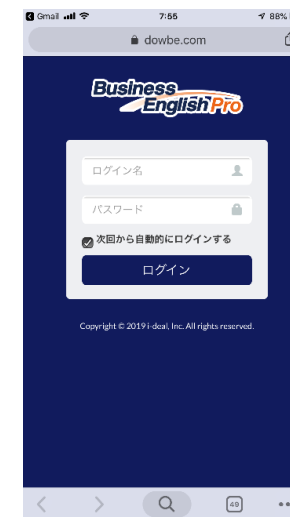 Gmail 7:55 88%
dowbe.com
Business
English Pro
ログイン名
パスワード
次回から自動的にログインする
ログイン
Copyright © 2019 i-deal, Inc. All rights reserved.
49